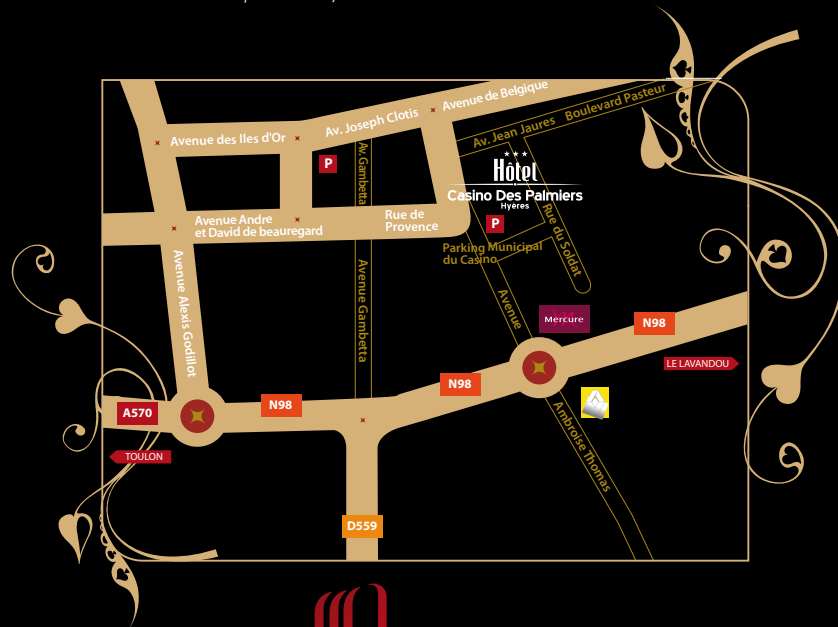 Avenue de Belgique
Boulevard Pasteur
Av. Joseph Clotis
Av. Jean Jaures
Avenue des Iles d'Or
P
Av. Gambetta
Hôtel
Casino Des Palmiers
Hyeres
Avenue Andre
et David de beauregard
Rue de
Provence
P
Rue du Soldat
Parking Municipal
du Casino
Avenue Alexis Godillot
Avenue Gambetta
Avenue
Mercure
N98
LE LAVANDOU
N98
N98
A570
TOULON
Ambroise Thomas
D559